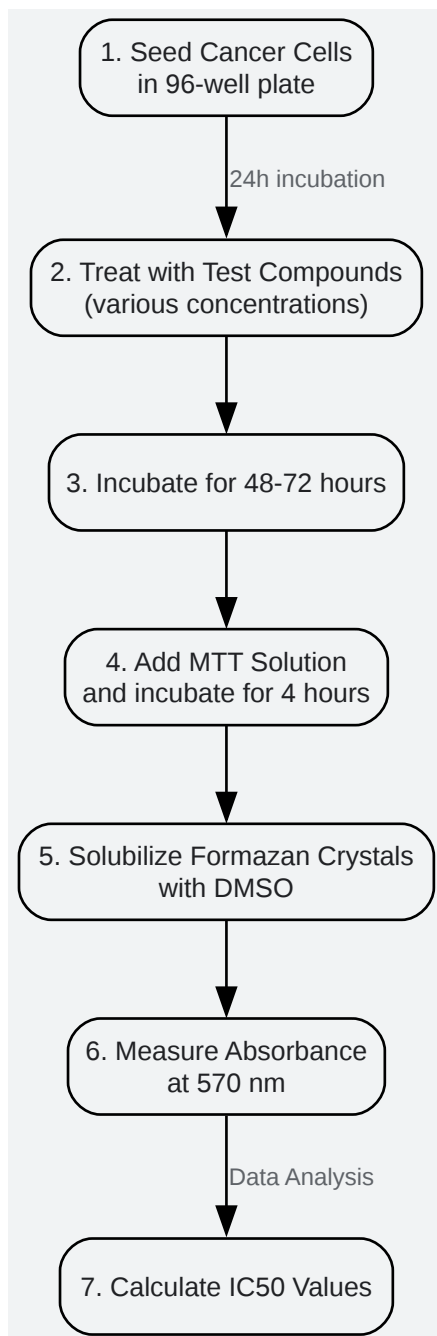 1. Seed Cancer Cells
in 96-well plate
24h incubation
2. Treat with Test Compounds
(various concentrations)
3. Incubate for 48-72 hours
4. Add MTT Solution
and incubate for 4 hours
5. Solubilize Formazan Crystals
with DMSO
6. Measure Absorbance
at 570 nm
Data Analysis
7. Calculate IC50 Values